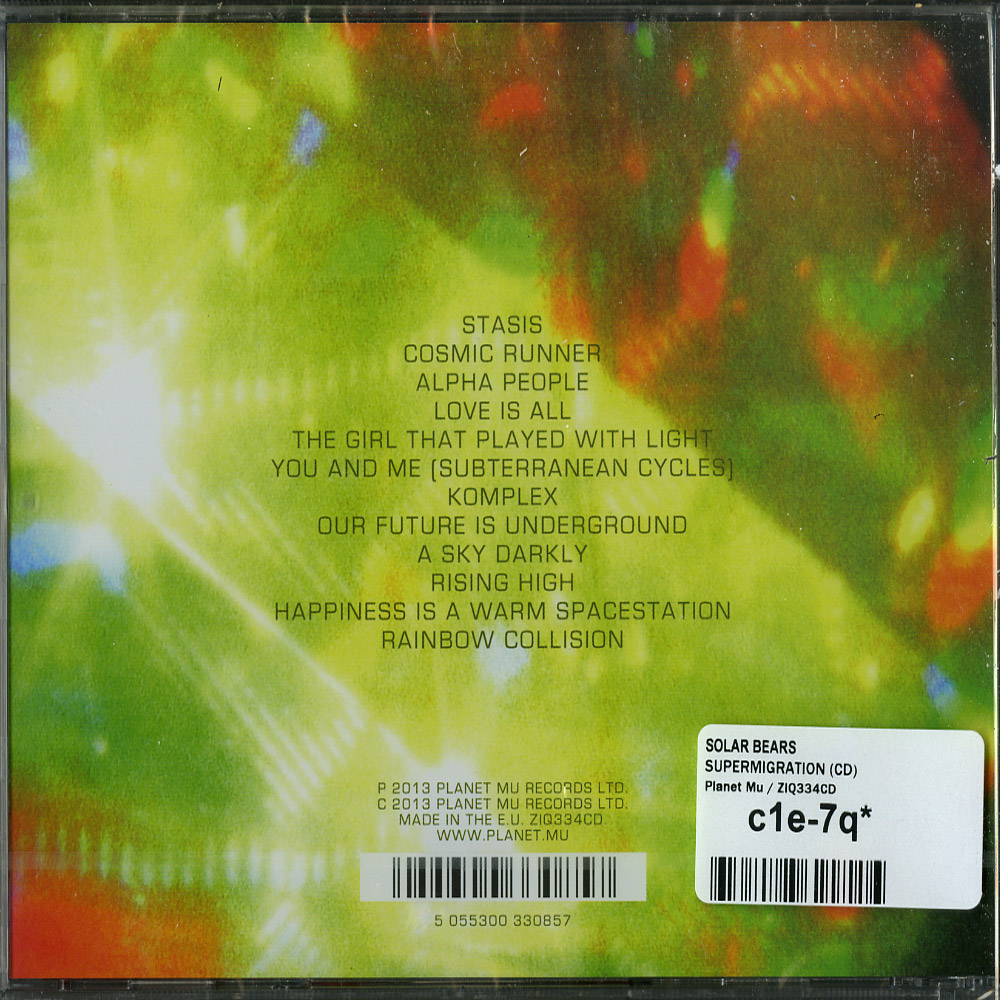 STASIS
COSMIC RUNNER
ALPHA PEOPLE
LOVE IS ALL
THE GIRL THAT PLAYED WITH LIGHT
YOU AND ME (SUBTERRANEAN CYCLES)
KOMPLEX
OUR FUTURE IS UNDERGROUND
A SKY DARKLY
RISING HIGH
HAPPINESS IS A WARM SPACESTATION
RAINBOW COLLISION
P 2013 PLANET MU RECORDS LTD.
C 2013 PLANET MU RECORDS LTD.
MADE IN THE E.U. ZIQ334CD.
WWW.PLANET.MU
5 055300 330857
SOLAR BEARS
SUPERMIGRATION (CD)
Planet Mu / ZIQ334CD
c1e-7q*